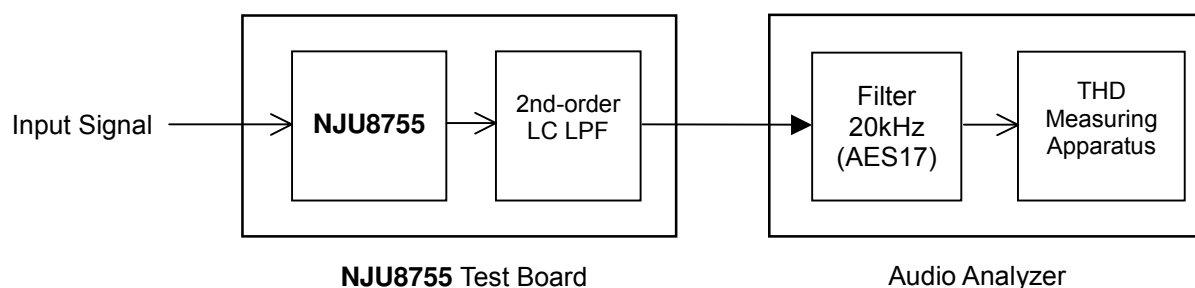 Input Signal
NJU8755
2nd-order
LC LPF
Filter
20kHz
(AES17)
THD
Measuring
Apparatus
NJU8755 Test Board
Audio Analyzer